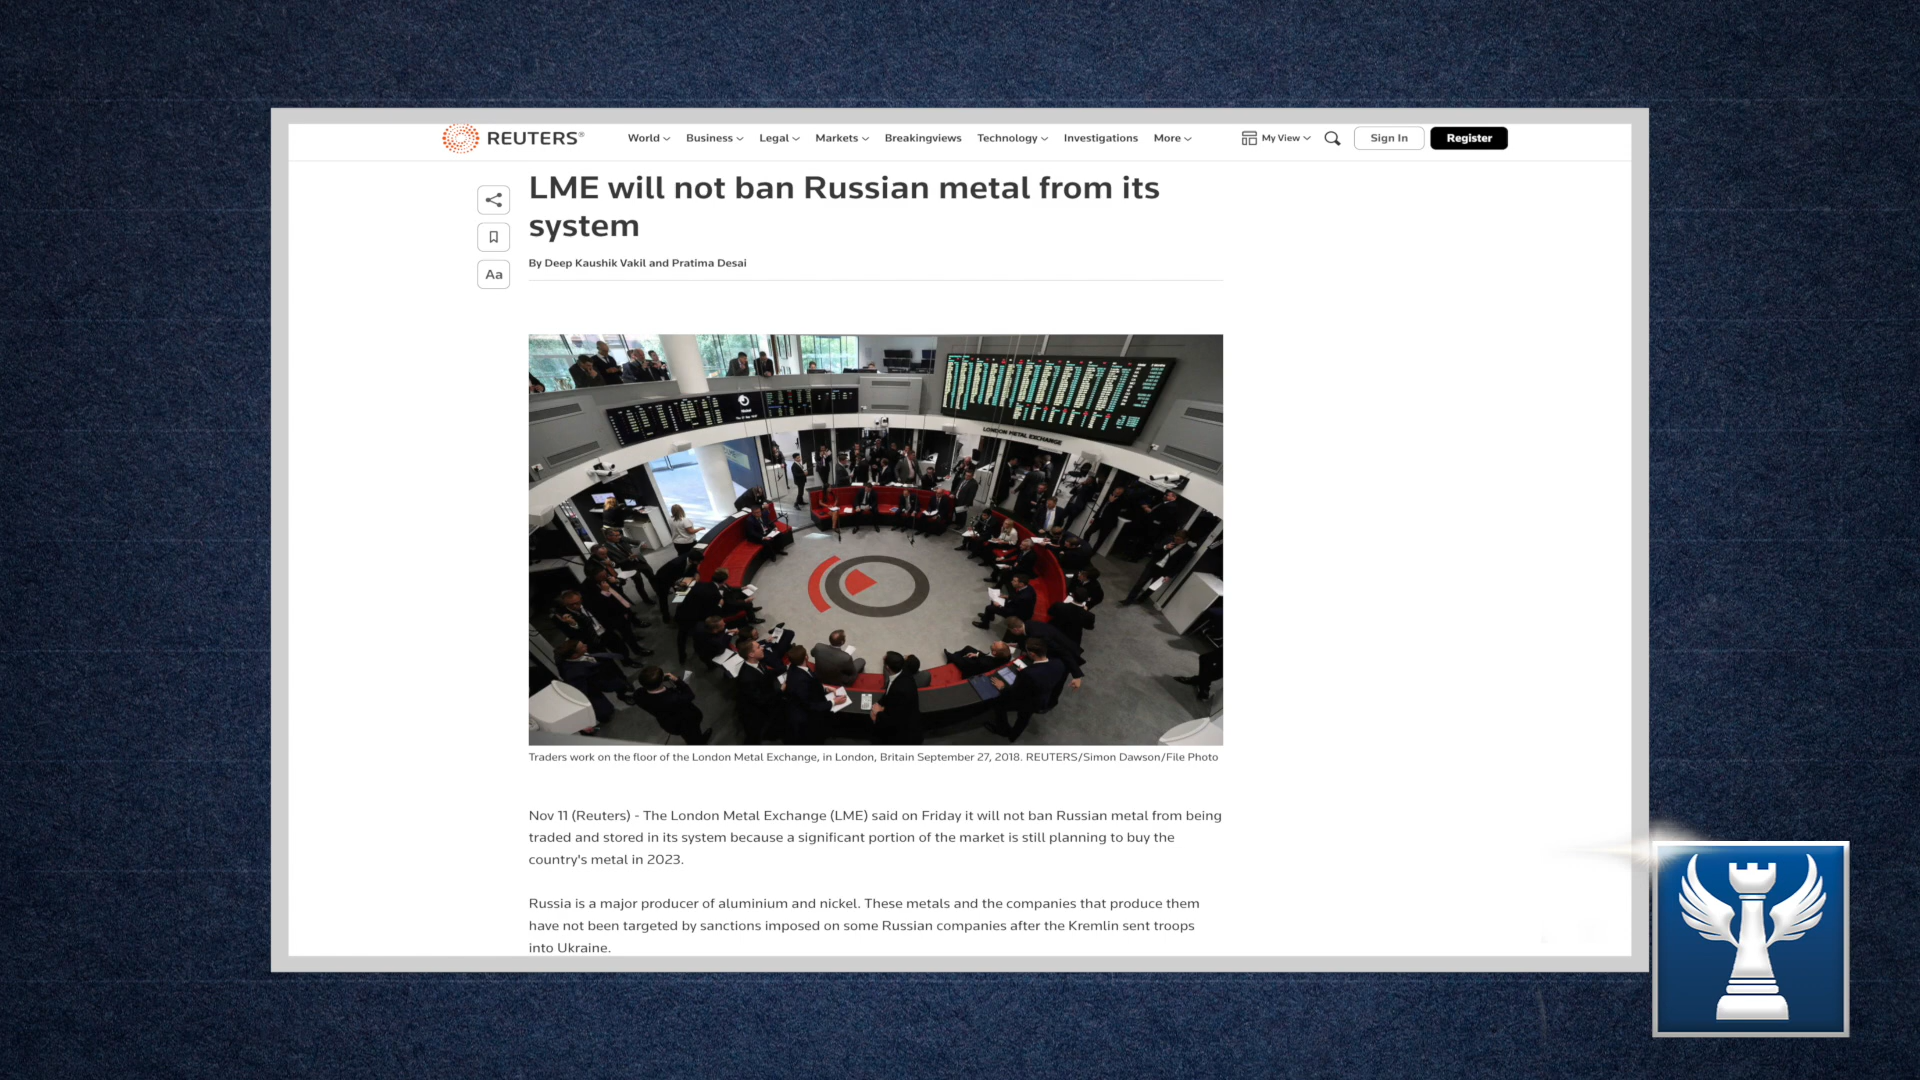 REUTERS®
World
Business
Legal
Markets
Breakingviews
Technology
Investigations
More
My View
Sign In
Register
LME will not ban Russian metal from its
system
By Deep Kaushik Vakil and Pratima Desai
Aa
LONDON METAL EXCHANGE
Traders work on the floor of the London Metal Exchange, in London, Britain September 27, 2018. REUTERS/Simon Dawson/File Photo
Nov 11 (Reuters) - The London Metal Exchange (LME) said on Friday it will not ban Russian metal from being
traded and stored in its system because a significant portion of the market is still planning to buy the
country's metal in 2023.
Russia is a major producer of aluminium and nickel. These metals and the companies that produce them
have not been targeted by sanctions imposed on some Russian companies after the Kremlin sent troops
into Ukraine.